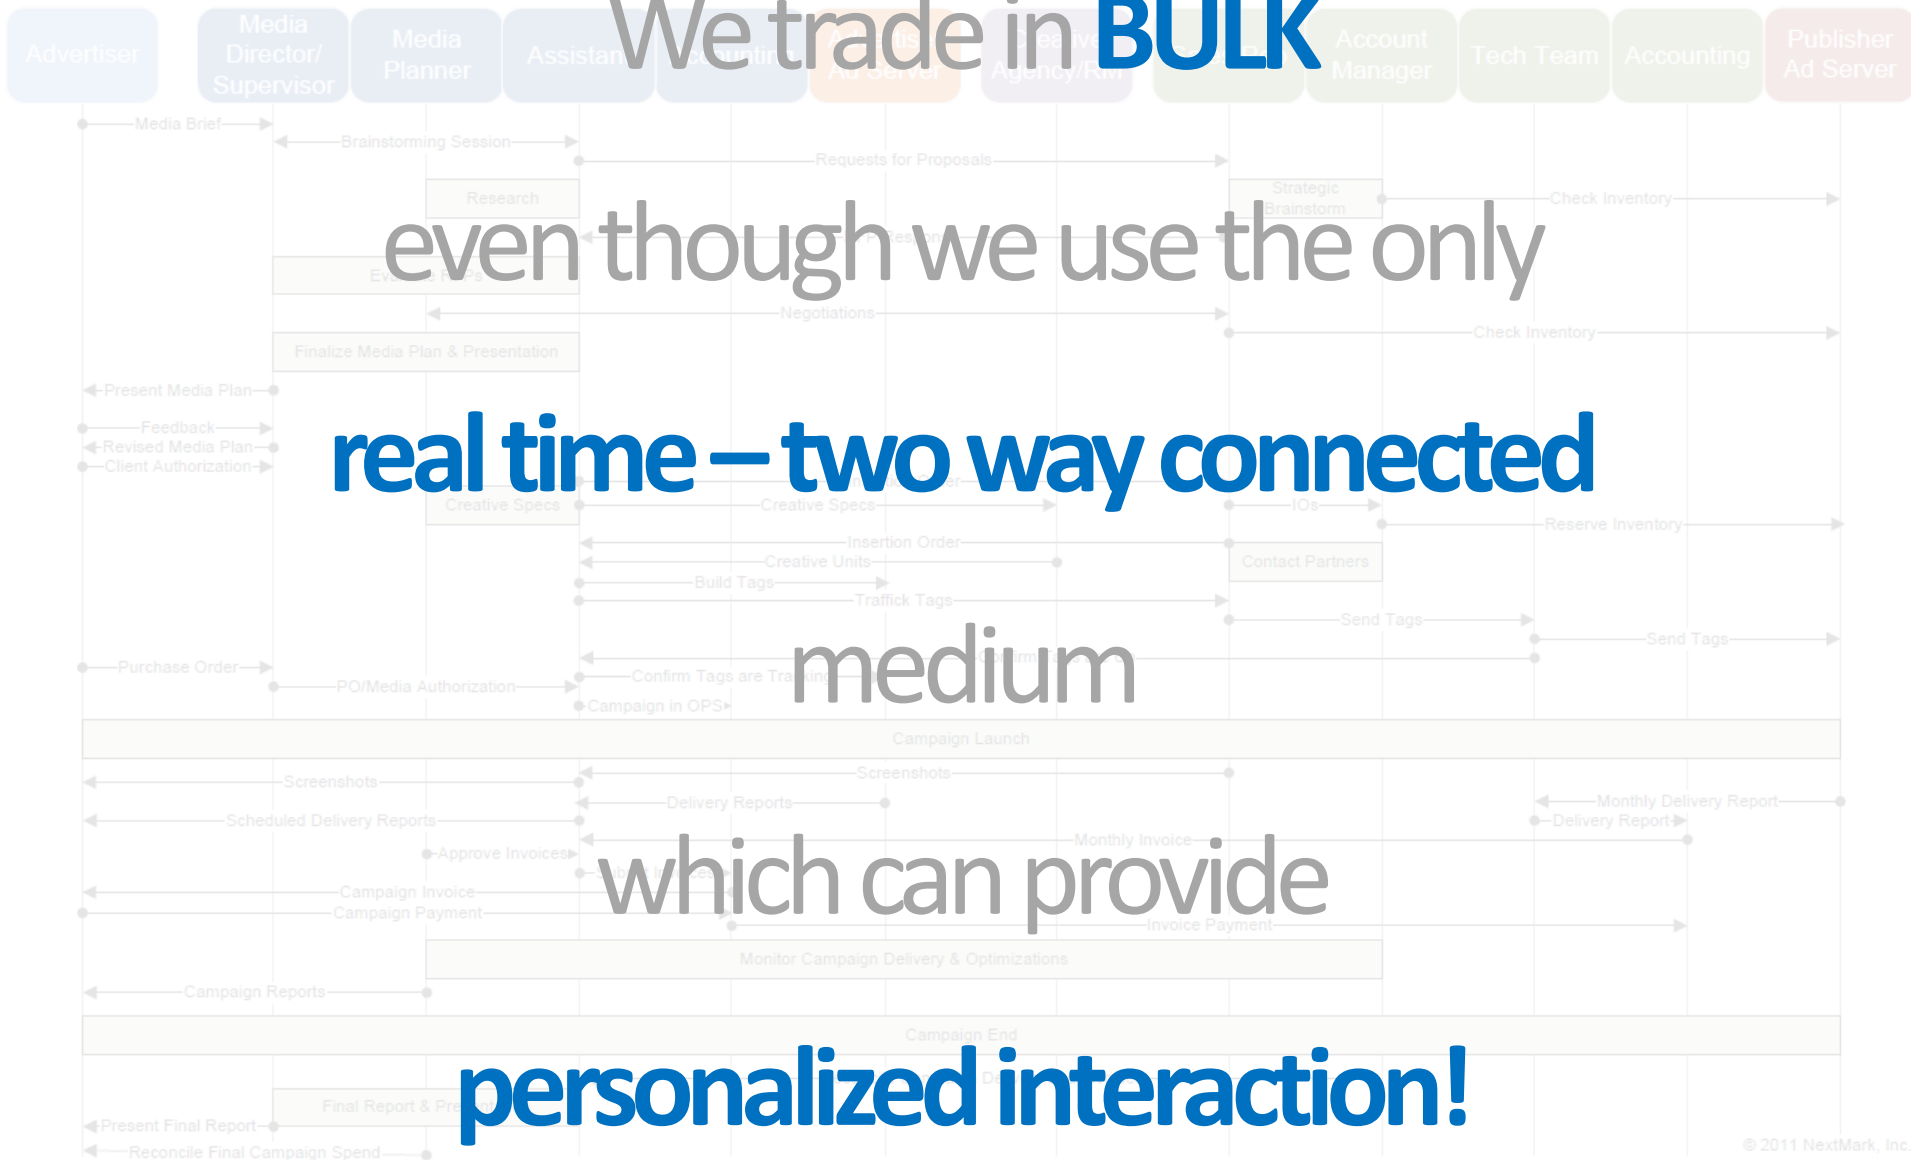 We trade in BULK
even though we use the only
real time – two way connected
medium
which can provide
personalized interaction!
Advertiser
Media Director/ Supervisor
Media Planner
Assistant
Account Manager
Tech Team
Accounting
Publisher Ad Server
Media Brief
Brainstorming Session
Requests for Proposals
Research
Strategic Brainstorm
Check Inventory
Negotiations
Check Inventory
Finalize Media Plan & Presentation
Present Media Plan
Feedback
Revised Media Plan
Client Authorization
Creative Specs
Creative Specs
IOs
Reserve Inventory
Insertion Order
Creative Units
Contact Partners
Build Tags
Traffick Tags
Send Tags
Send Tags
Purchase Order
Confirm Tags are Tracking
PO/Media Authorization
Campaign in OPS
Campaign Launch
Screenshots
Screenshots
Delivery Reports
Monthly Delivery Report
Scheduled Delivery Reports
Delivery Report
Monthly Invoice
Approve Invoices
Campaign Invoice
Campaign Payment
Invoice Payment
Monitor Campaign Delivery & Optimizations
Campaign Reports
Campaign End
Final Report &
Present Final Report
Reconcile Final Campaign Spend
© 2011 NextMark, Inc.